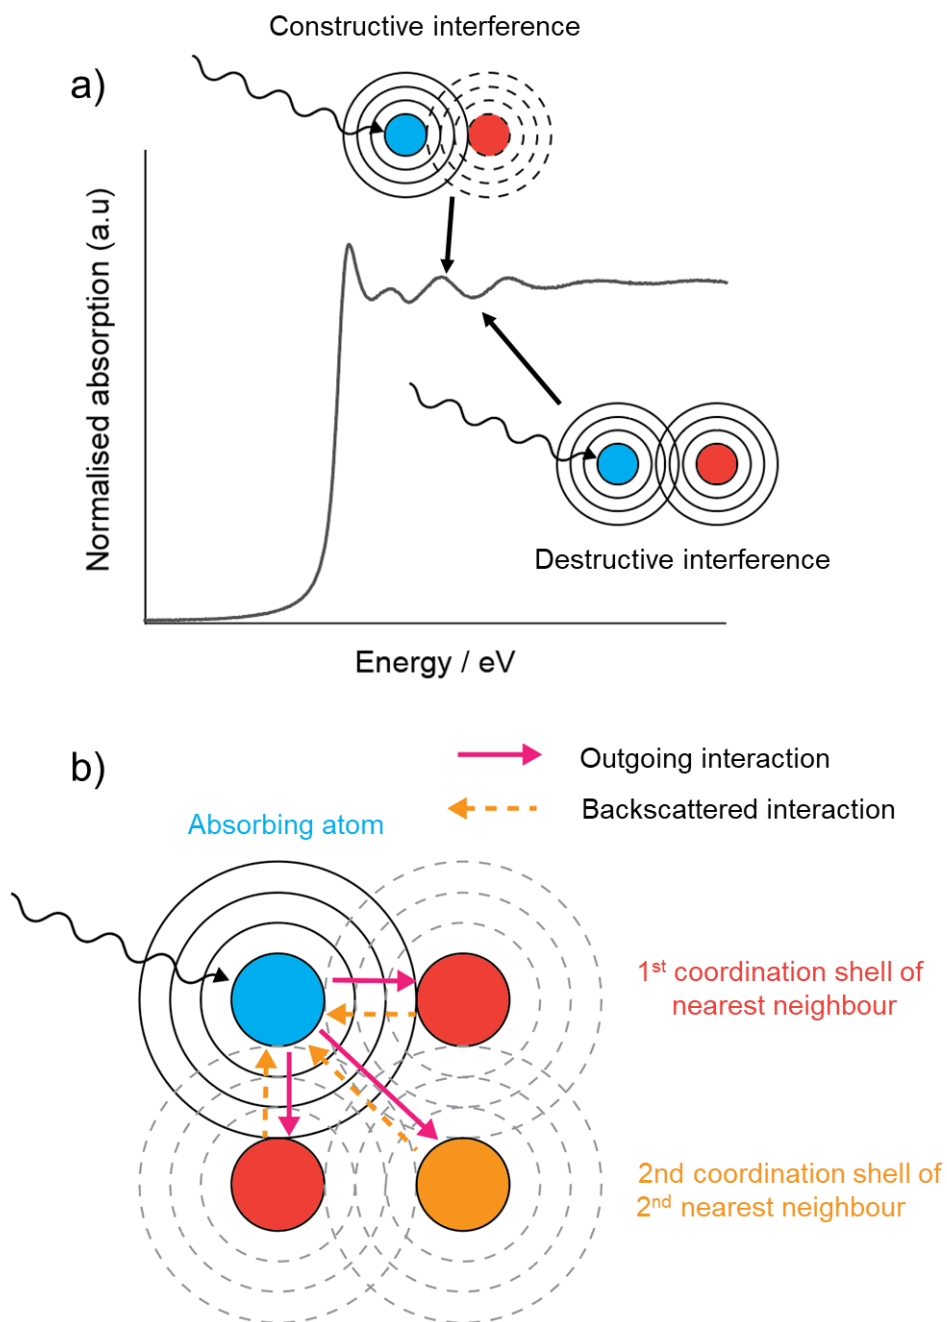 Constructive interference
a)
Normalised absorption (a.u)
Destructive interference
Energy / eV
b)
Outgoing interaction
Backscattered interaction
Absorbing atom
1st coordination shell of
nearest neighbour
2nd coordination shell of
2nd nearest neighbour